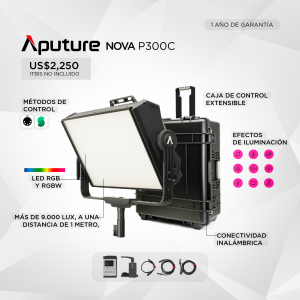 1 AÑO DE GARANTÍA
Aputure NOVA P300C
US$2,250
ITBIS NO INCLUIDO
MÉTODOS DE
CONTROL
CAJA DE CONTROL
EXTENSIBLE
EFECTOS
DE ILUMINACIÓN
LED RGB
Y RGBW
MÁS DE 9.000 LUX, A UNA
DISTANCIA DE 1 METRO,
CONECTIVIDAD
INALÁMBRICA